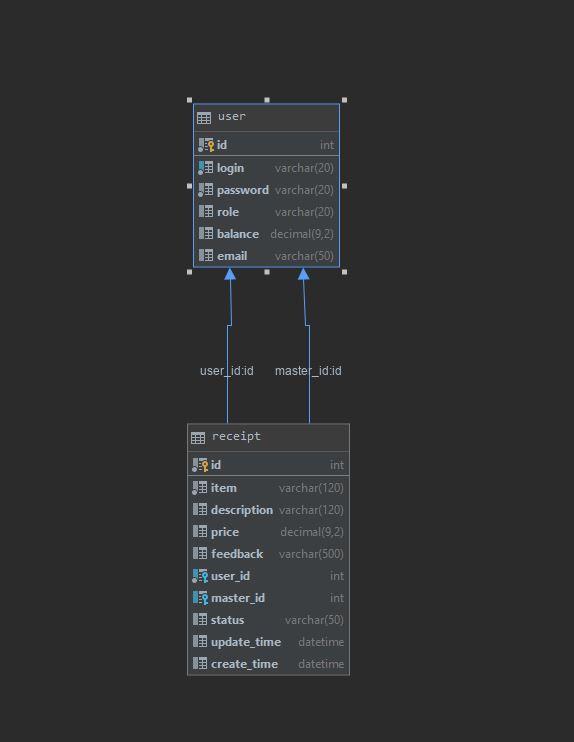 user
id int
login varchar(20)
password varchar(20)
role varchar(20)
balance decimal(9,2)
email varchar(50)
user_id:id master_id:id
receipt
id int
item varchar(120)
description varchar(120)
price decimal(9,2)
feedback varchar(500)
user_id int
master_id int
status varchar(50)
update_time datetime
create_time datetime